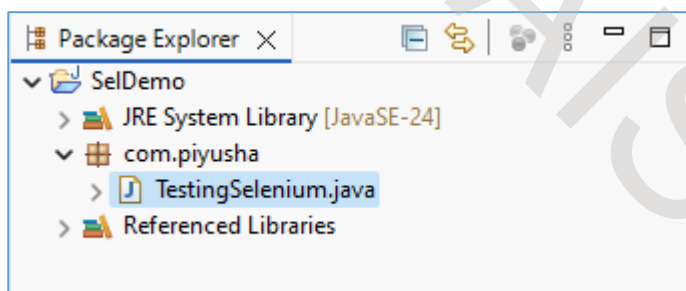 Package Explorer
SelDemo
JRE System Library [JavaSE-24]
com.piyusha
TestingSelenium.java
Referenced Libraries